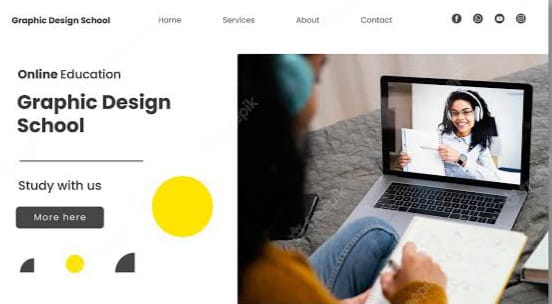 Graphic Design School
Home
Services
About
Contact
Online Education
Graphic Design
School
Study with us
More here